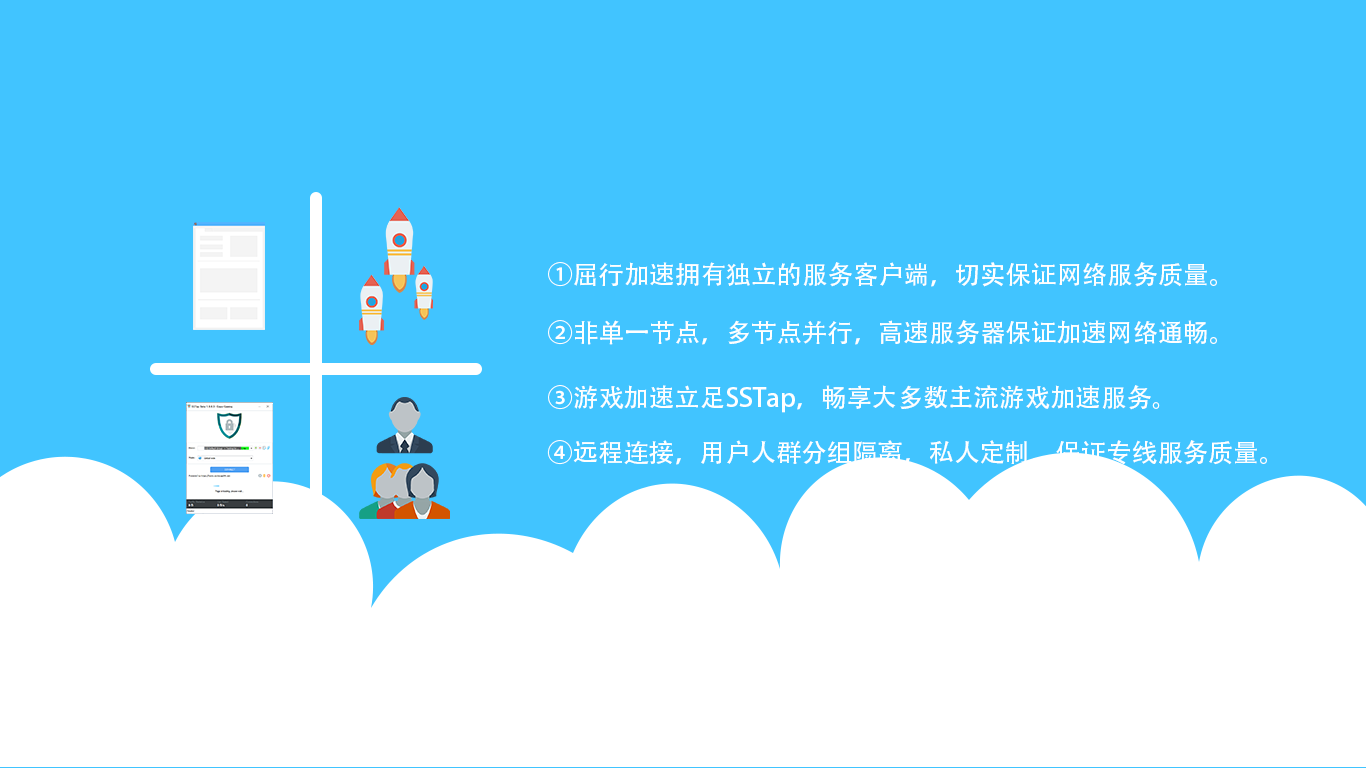 ①屈行加速拥有独立的服务客户端，切实保证网络服务质量。
②非单一节点，多节点并行，高速服务器保证加速网络通畅。
③游戏加速立足SSTap，畅享大多数主流游戏加速服务。
④远程连接，用户人群分组隔离，私人定制，保证专线服务质量。